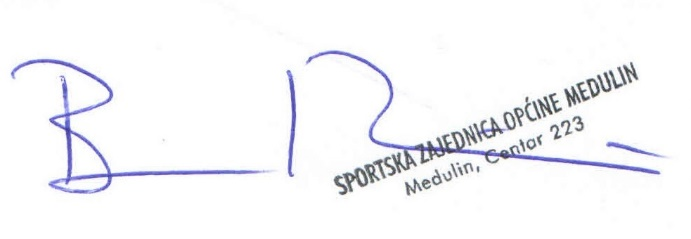 SPORTSKA ZAJEDNICA OPĆINE MEDULIN
Medulin, Centar 223